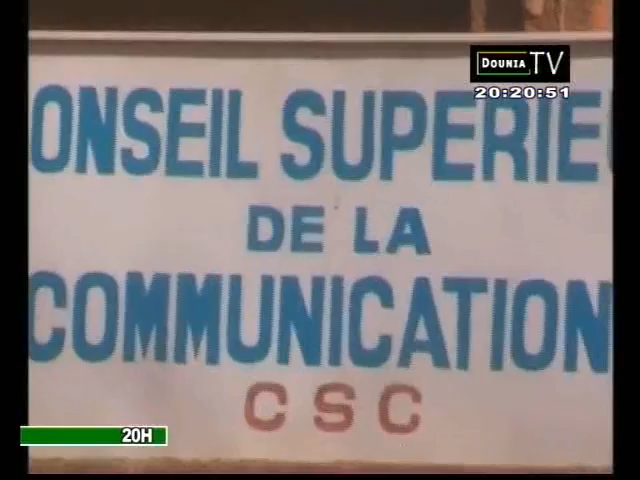 DOUNIA TV
20:20:51
ONSEIL SUPERIEU
DE LA
COMMUNICATION
CSC
20H